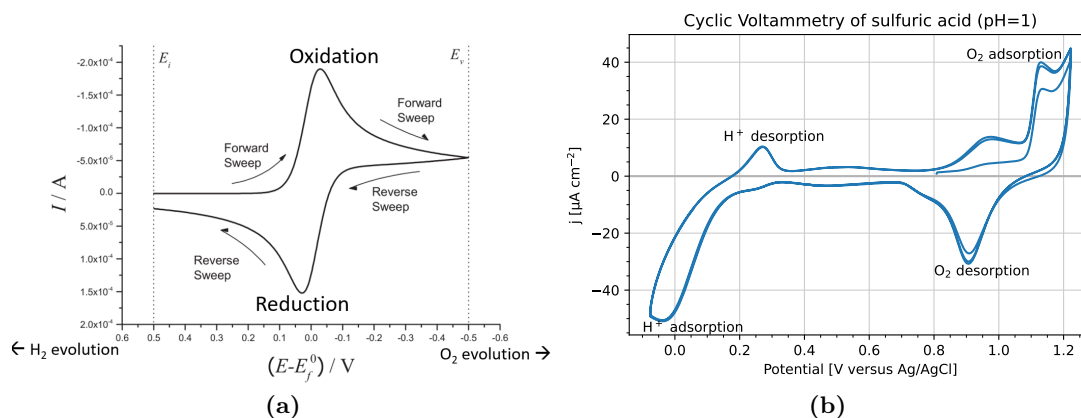 Oxidation
E_i
E_v
-2.0x10⁻⁴
-1.5x10⁻⁴
-1.0x10⁻⁴
-5.0x10⁻⁵
0.0
5.0x10⁻⁵
1.0x10⁻⁴
1.5x10⁻⁴
2.0x10⁻⁴
I / A
Forward
Sweep
Forward
Sweep
Reverse
Sweep
Reverse
Sweep
Reduction
0.6 0.5 0.4 0.3 0.2 0.1 0.0 -0.1 -0.2 -0.3 -0.4 -0.5 -0.6
← H₂ evolution
O₂ evolution →
(E-E_f⁰) / V
(a)
Cyclic Voltammetry of sulfuric acid (pH=1)
40
20
0
−20
−40
j [µA cm⁻²]
O₂ adsorption
H⁺ desorption
O₂ desorption
H⁺ adsorption
0.0 0.2 0.4 0.6 0.8 1.0 1.2
Potential [V versus Ag/AgCl]
(b)